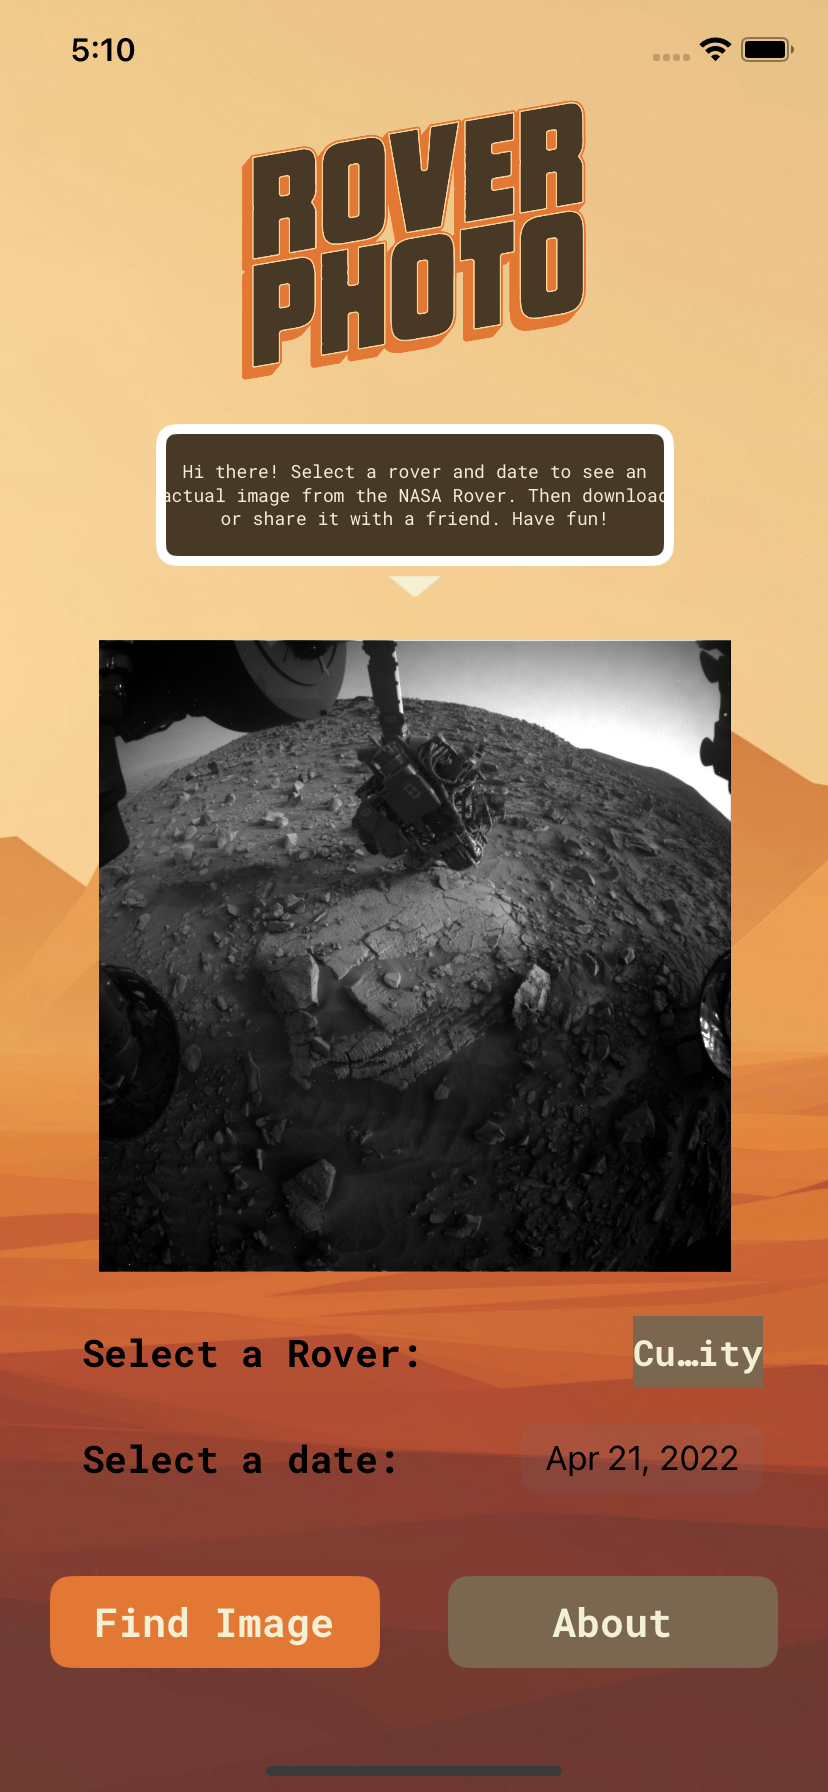 5:10
ROVER
PHOTO
Hi there! Select a rover and date to see an
actual image from the NASA Rover. Then download
or share it with a friend. Have fun!
Select a Rover:
Cu…ity
Select a date:
Apr 21, 2022
Find Image
About